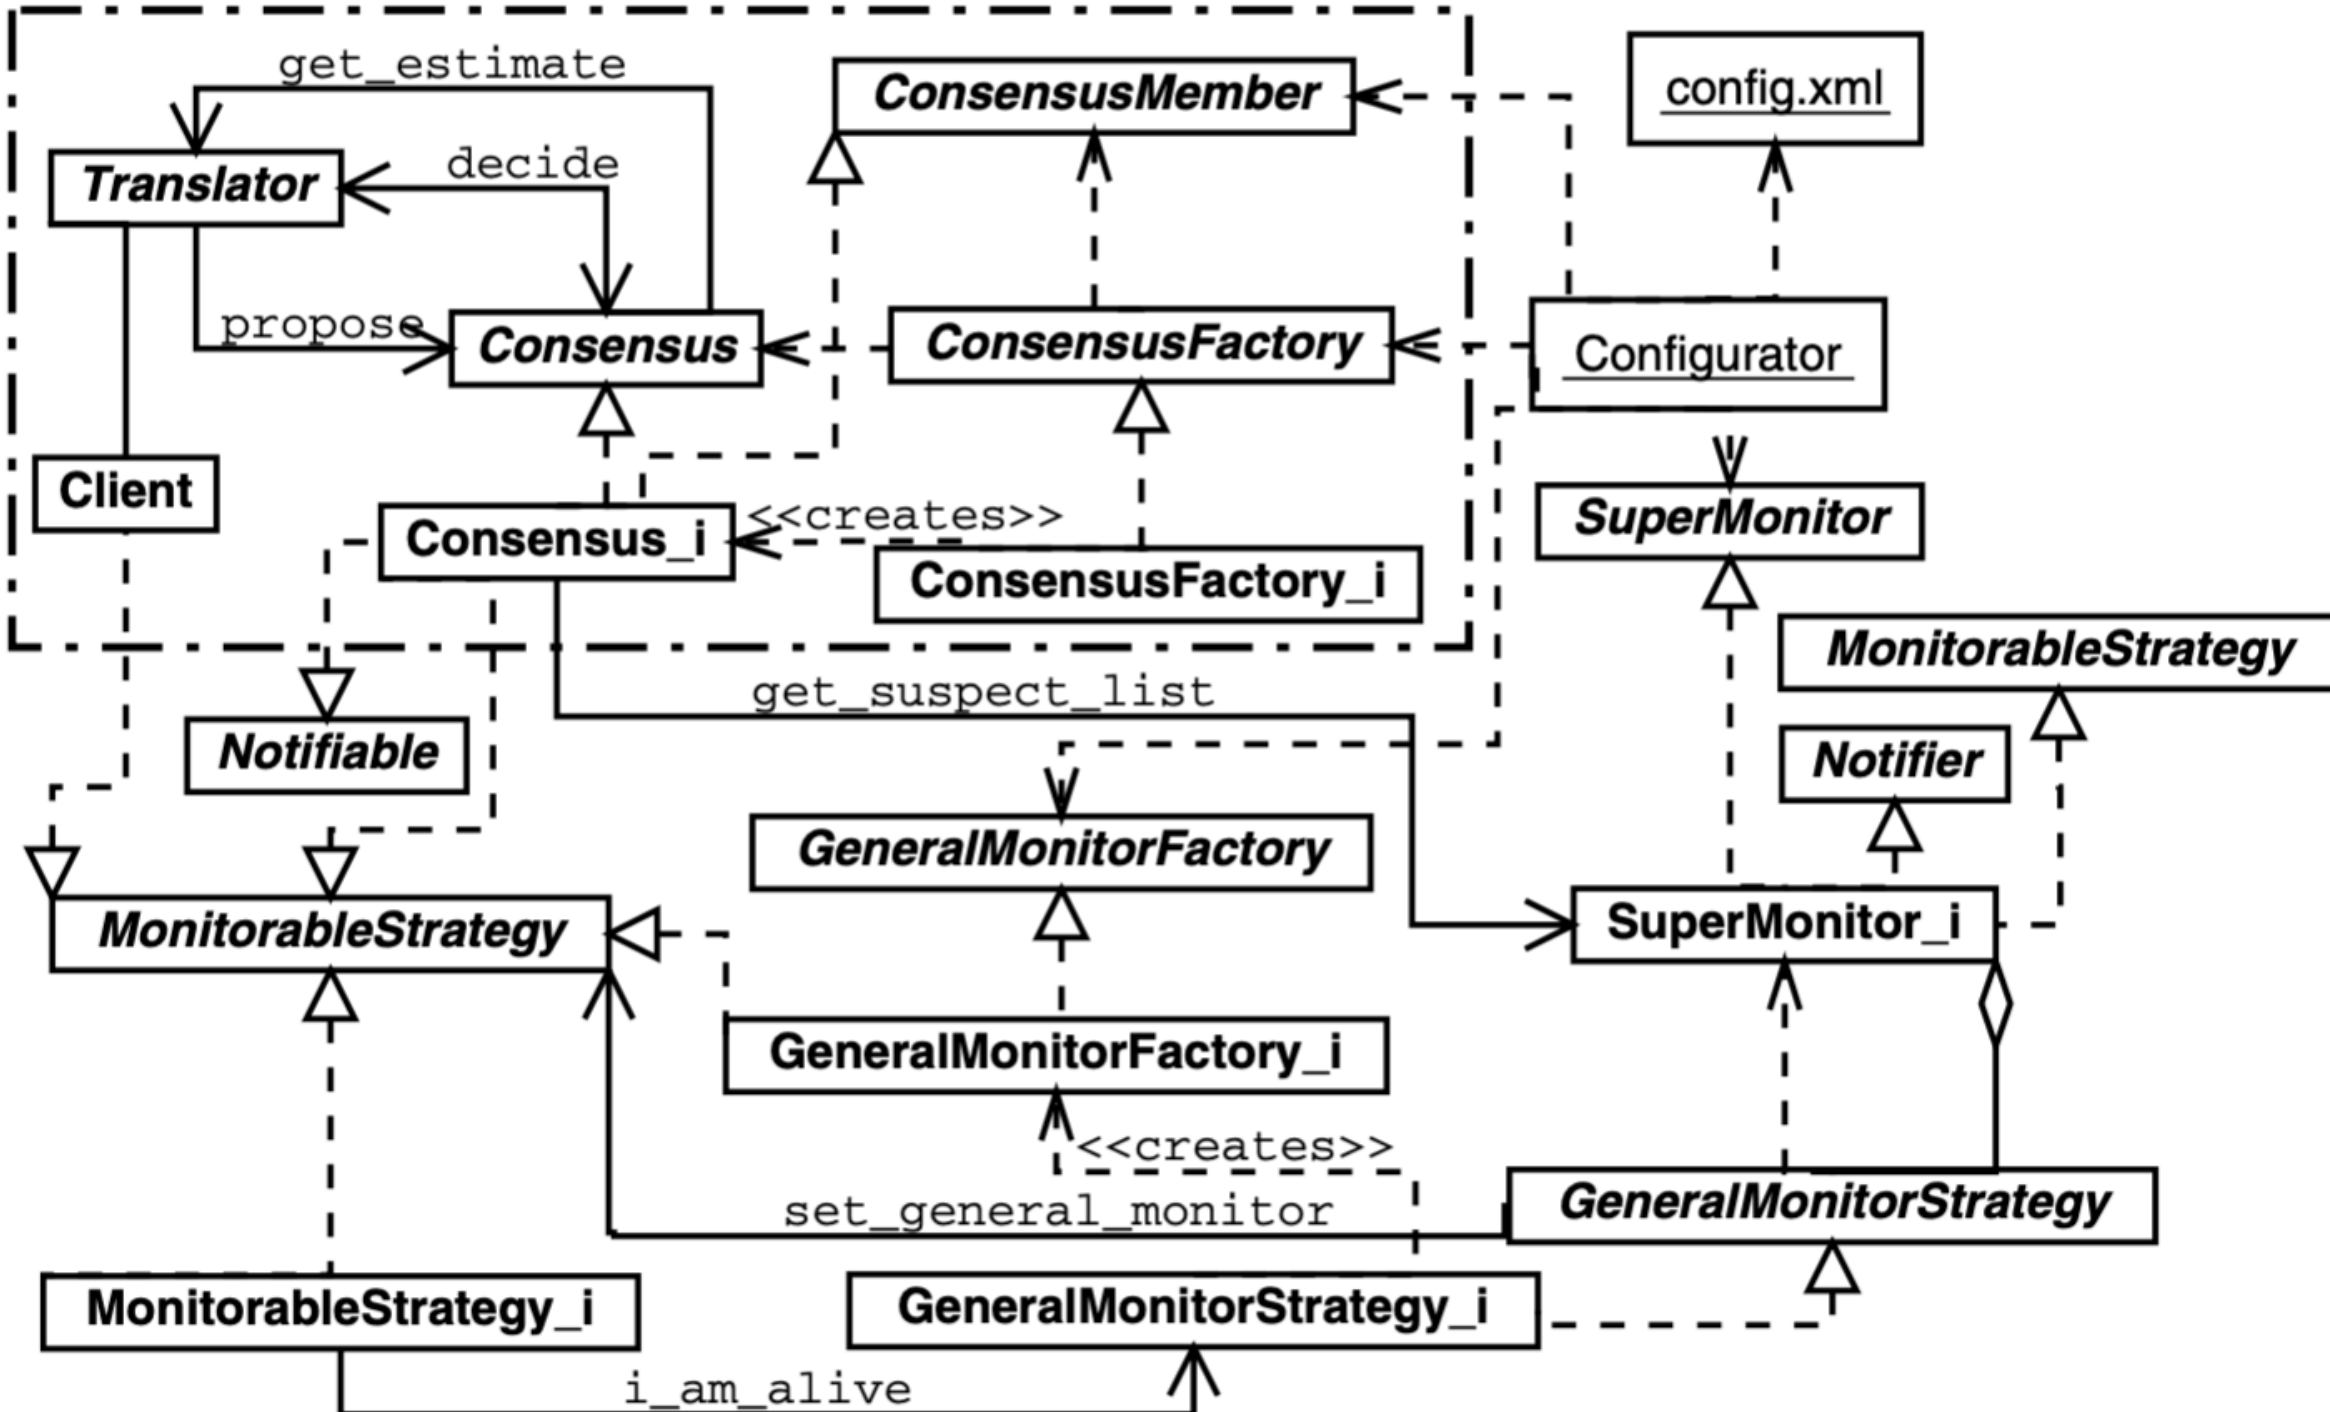 get_estimate
ConsensusMember
config.xml
Translator
decide
propose
Consensus
ConsensusFactory
Configurator
Client
Consensus_i
<<creates>>
SuperMonitor
ConsensusFactory_i
MonitorableStrategy
get_suspect_list
Notifiable
Notifier
GeneralMonitorFactory
MonitorableStrategy
SuperMonitor_i
GeneralMonitorFactory_i
<<creates>>
set_general_monitor
GeneralMonitorStrategy
MonitorableStrategy_i
GeneralMonitorStrategy_i
i_am_alive